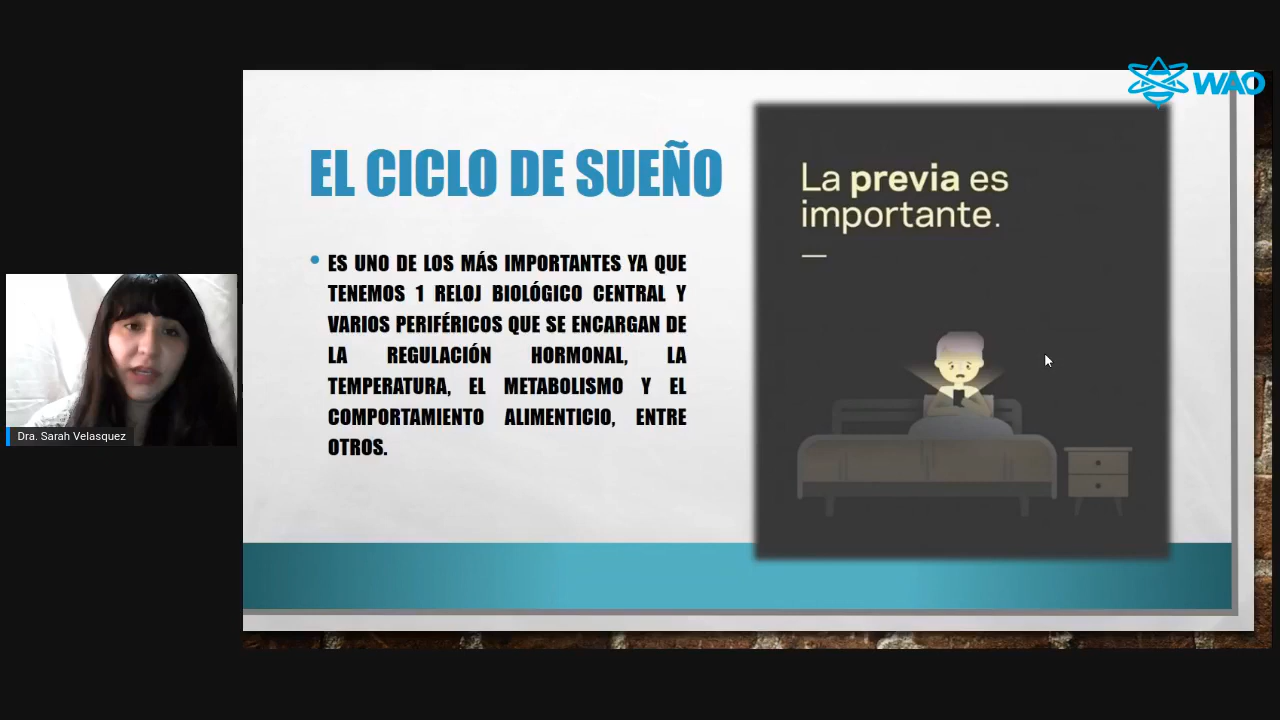 WAO
EL CICLO DE SUEÑO
ES UNO DE LOS MÁS IMPORTANTES YA QUE
TENEMOS 1 RELOJ BIOLÓGICO CENTRAL Y
VARIOS PERIFÉRICOS QUE SE ENCARGAN DE
LA REGULACIÓN HORMONAL, LA
TEMPERATURA, EL METABOLISMO Y EL
COMPORTAMIENTO ALIMENTICIO, ENTRE
OTROS.
La previa es
importante.
Dra. Sarah Velasquez